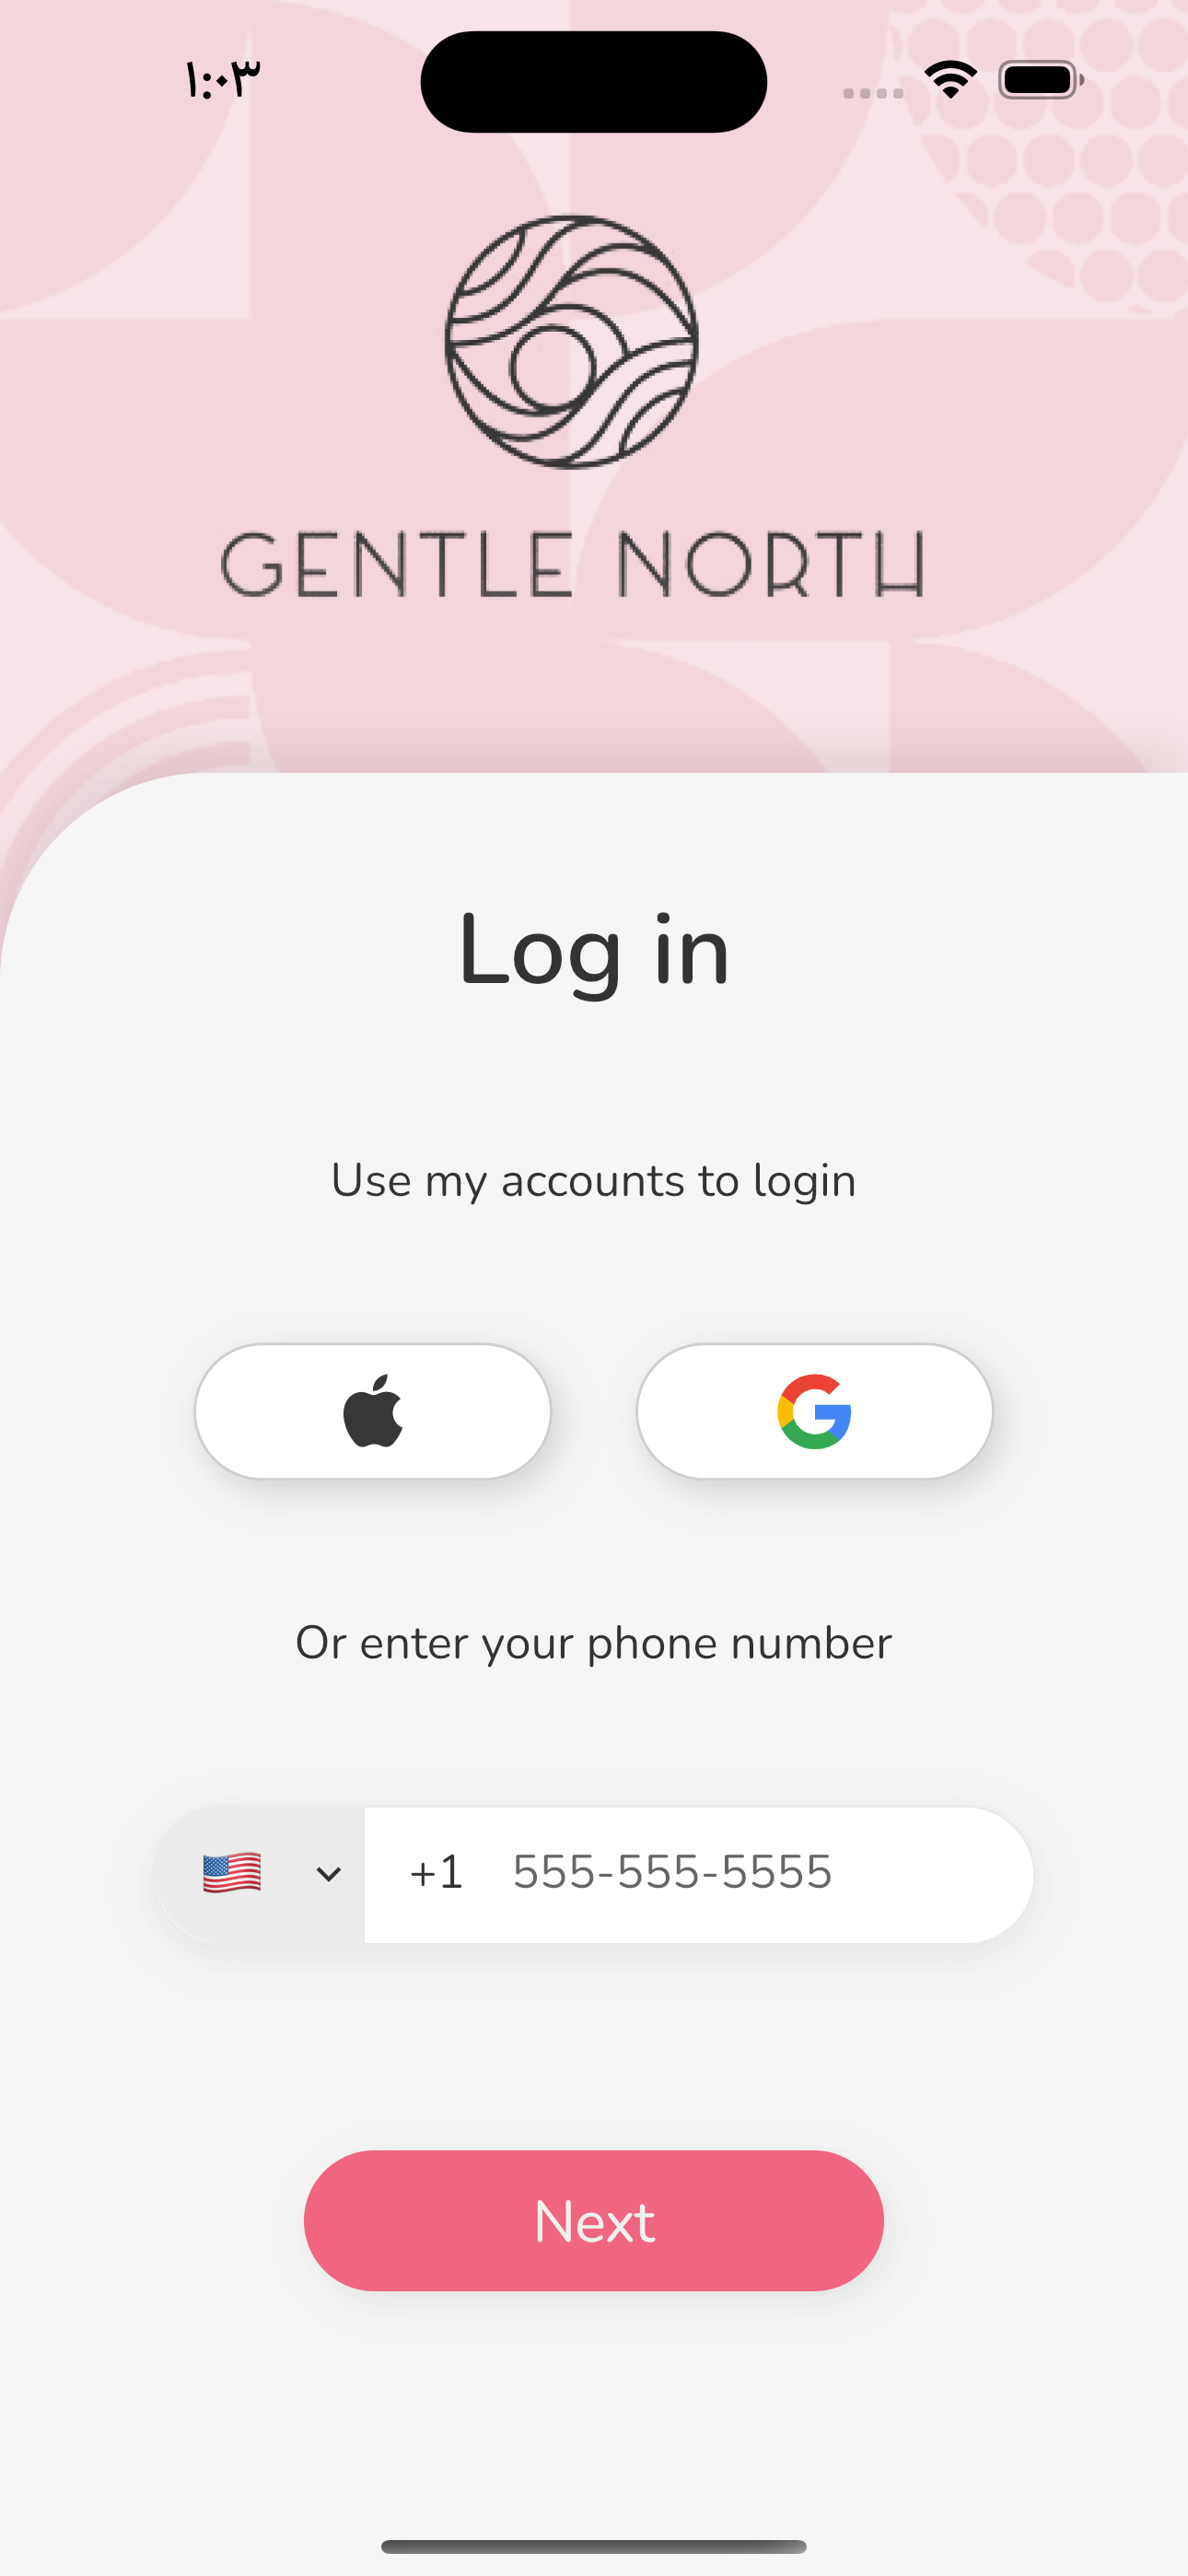 ۱:۰۳
GENTLE NORTH
Log in
Use my accounts to login
Or enter your phone number
+1 555-555-5555
Next